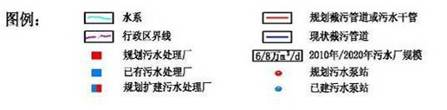 图例：
水系
行政区界线
规划污水处理厂
已有污水处理厂
规划扩建污水处理厂
规划截污管道或污水干管
现状截污管道
6/8万m³/d 2010年/2020年污水厂规模
规划污水泵站
已建污水泵站